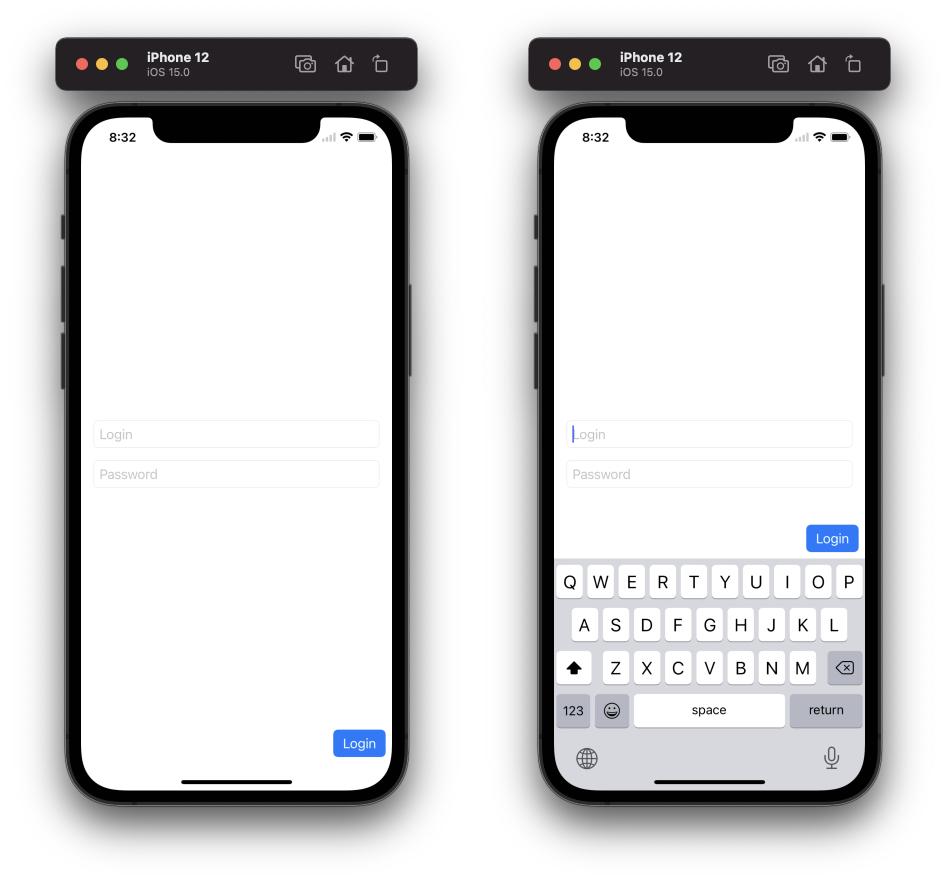 iPhone 12
iOS 15.0
8:32
Login
Password
Login
iPhone 12
iOS 15.0
8:32
Login
Password
Login
Q W E R T Y U I O P
A S D F G H J K L
Z X C V B N M
123 space return